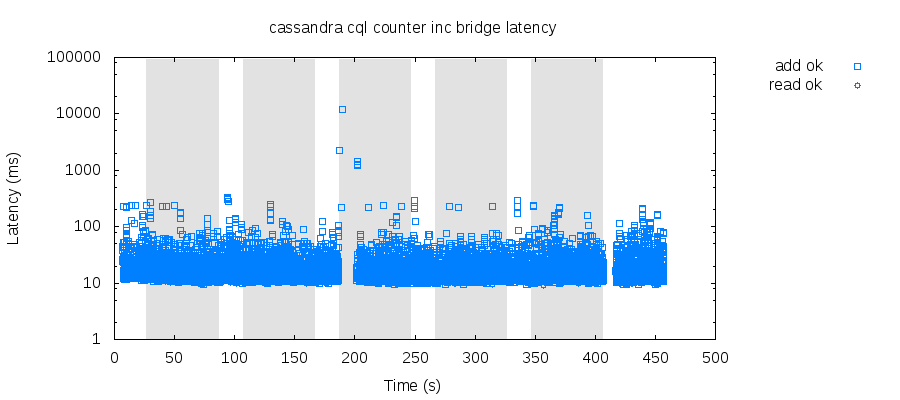 cassandra cql counter inc bridge latency
add ok
read ok
Latency (ms)
100000
10000
1000
100
10
1
0 50 100 150 200 250 300 350 400 450 500
Time (s)